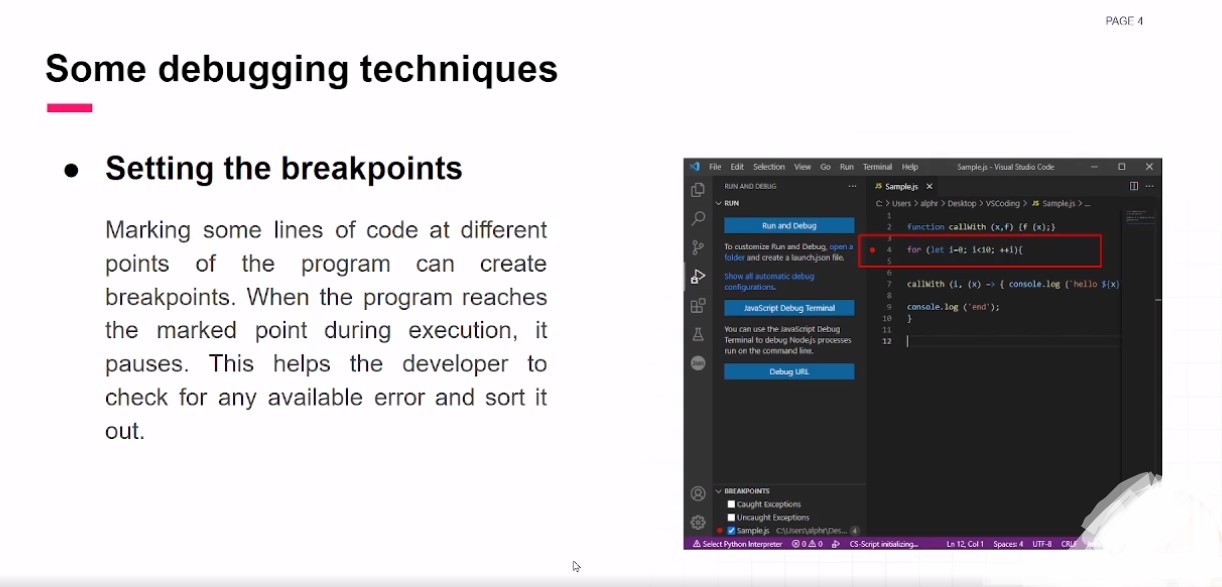 PAGE 4
Some debugging techniques
Setting the breakpoints
Marking some lines of code at different
points of the program can create
breakpoints. When the program reaches
the marked point during execution, it
pauses. This helps the developer to
check for any available error and sort it
out.
File Edit Selection View Go Run Terminal Help Sample.js - Visual Studio Code
RUN AND DEBUG
RUN
Run and Debug
To customize Run and Debug, open a
folder and create a launch.json file.
Show all automatic debug
configurations.
JavaScript Debug Terminal
You can use the JavaScript Debug
Terminal to debug Node.js processes
run on the command line.
Debug URL
BREAKPOINTS
Caught Exceptions
Uncaught Exceptions
Sample.js C:\Users\alphr\Des... 4
JS Sample.js
C: > Users > alphr > Desktop > VSCoding > JS Sample.js > ...
1
2 function callWith (x,f) {f (x);}
3
4 for (let i=0; i<10; ++i){
5
6
7 callWith (i, (x) => { console.log (`hello ${x}
8
9 console.log ('end');
10 }
11
12
Select Python Interpreter 0 0 CS-Script initializing... Ln 12, Col 1 Spaces: 4 UTF-8 CRLF